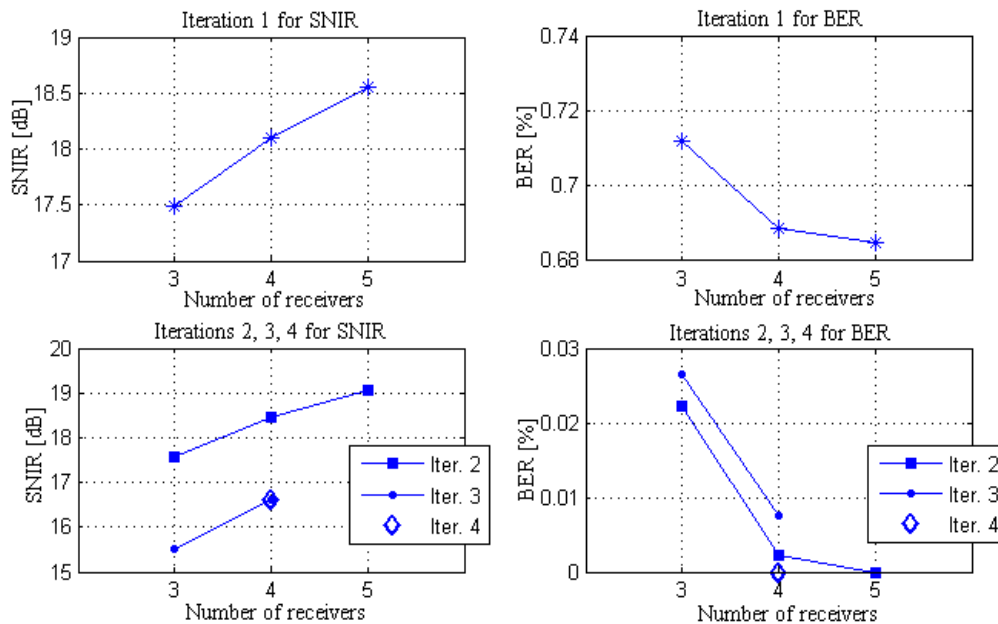 Iteration 1 for SNIR
19
18.5
18
17.5
17
SNIR [dB]
3 4 5
Number of receivers
Iteration 1 for BER
0.74
0.72
0.7
0.68
BER [%]
3 4 5
Number of receivers
Iterations 2, 3, 4 for SNIR
20
19
18
17
16
15
SNIR [dB]
3 4 5
Number of receivers
Iter. 2
Iter. 3
Iter. 4
Iterations 2, 3, 4 for BER
0.03
0.02
0.01
0
BER [%]
3 4 5
Number of receivers
Iter. 2
Iter. 3
Iter. 4